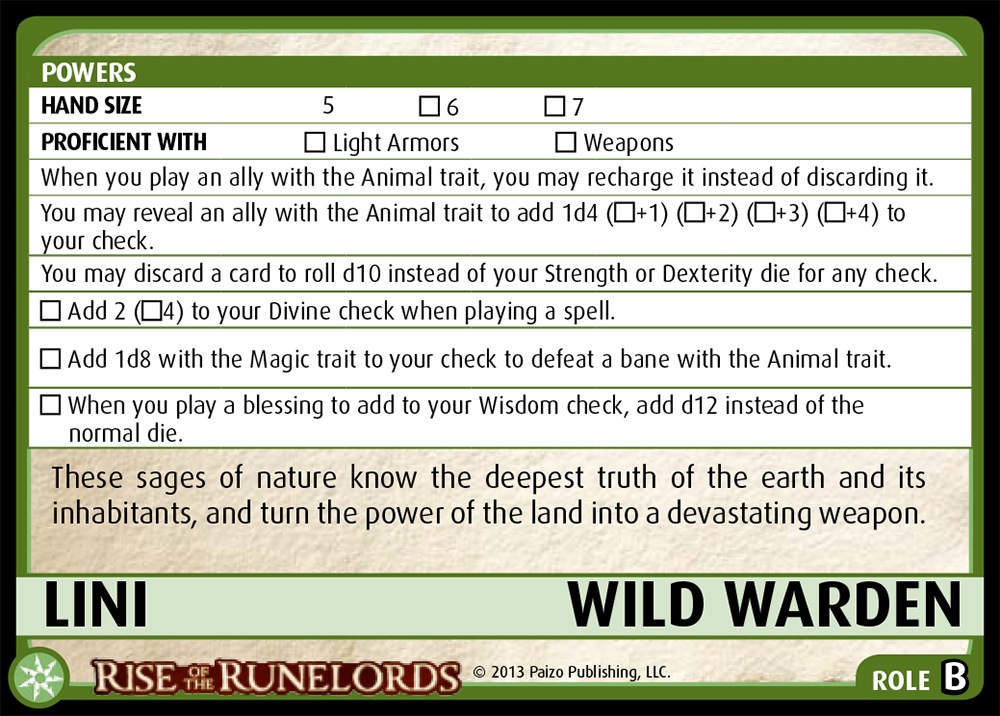 POWERS
HAND SIZE 5 ☐ 6 ☐ 7
PROFICIENT WITH ☐ Light Armors ☐ Weapons
When you play an ally with the Animal trait, you may recharge it instead of discarding it.
You may reveal an ally with the Animal trait to add 1d4 (☐+1) (☐+2) (☐+3) (☐+4) to
your check.
You may discard a card to roll d10 instead of your Strength or Dexterity die for any check.
☐ Add 2 (☐4) to your Divine check when playing a spell.
☐ Add 1d8 with the Magic trait to your check to defeat a bane with the Animal trait.
☐ When you play a blessing to add to your Wisdom check, add d12 instead of the
normal die.
These sages of nature know the deepest truth of the earth and its
inhabitants, and turn the power of the land into a devastating weapon.
LINI WILD WARDEN
RISE OF THE RUNELORDS © 2013 Paizo Publishing, LLC. ROLE B